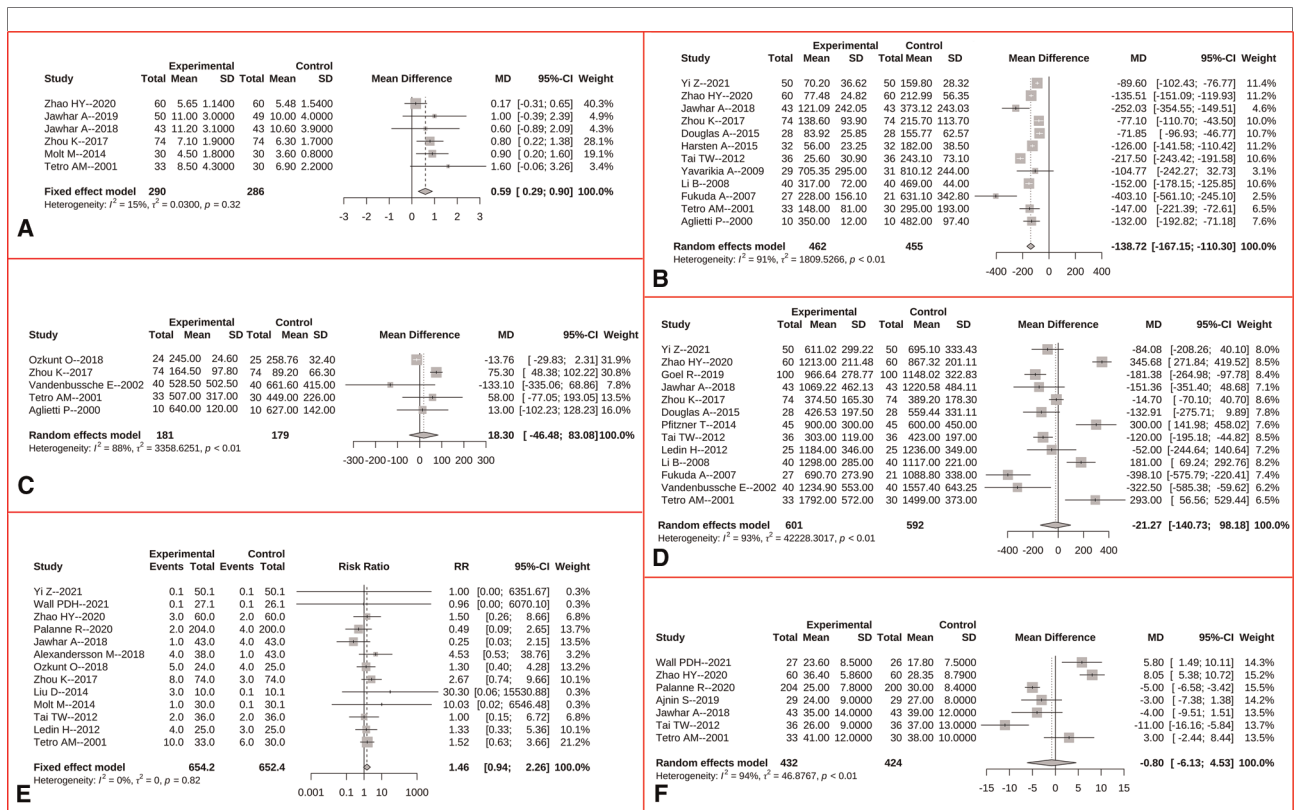 Experimental Control
Study Total Mean SD Total Mean SD Mean Difference MD 95%-CI Weight
Zhao HY--2020 60 5.65 1.1400 60 5.48 1.5400 0.17 [-0.31; 0.65] 40.3%
Jawhar A--2019 50 11.00 3.0000 49 10.00 4.0000 1.00 [-0.39; 2.39] 4.9%
Jawhar A--2018 43 11.20 3.1000 43 10.60 3.9000 0.60 [-0.89; 2.09] 4.3%
Zhou K--2017 74 7.10 1.9000 74 6.30 1.7000 0.80 [ 0.22; 1.38] 28.1%
Molt M--2014 30 4.50 1.8000 30 3.60 0.8000 0.90 [ 0.20; 1.60] 19.1%
Tetro AM--2001 33 8.50 4.3000 30 6.90 2.2000 1.60 [-0.06; 3.26] 3.4%
Fixed effect model 290 286 0.59 [ 0.29; 0.90] 100.0%
Heterogeneity: I² = 15%, τ² = 0.0300, p = 0.32
-3 -2 -1 0 1 2 3
A
Experimental Control
Study Total Mean SD Total Mean SD Mean Difference MD 95%-CI Weight
Yi Z--2021 50 70.20 36.62 50 159.80 28.32 -89.60 [-102.43; -76.77] 11.4%
Zhao HY--2020 60 77.48 24.82 60 212.99 56.35 -135.51 [-151.09; -119.93] 11.2%
Jawhar A--2018 43 121.09 242.05 43 373.12 243.03 -252.03 [-354.55; -149.51] 4.6%
Zhou K--2017 74 138.60 93.90 74 215.70 113.70 -77.10 [-110.70; -43.50] 10.0%
Douglas A--2015 28 83.92 25.85 28 155.77 62.57 -71.85 [ -96.93; -46.77] 10.6%
Harsten A--2015 32 56.00 23.25 32 182.00 38.50 -126.00 [-141.58; -110.42] 11.2%
Tai TW--2012 36 25.60 30.90 36 243.10 73.10 -217.50 [-243.42; -191.58] 10.6%
Yavarikia A--2009 29 705.35 295.00 31 810.12 244.00 -104.77 [-242.27; 32.73] 3.1%
Li B--2008 40 317.00 72.00 40 469.00 44.00 -152.00 [-178.15; -125.85] 10.6%
Fukuda A--2007 27 228.00 156.10 21 631.10 342.80 -403.10 [-561.10; -245.10] 2.5%
Tetro AM--2001 33 148.00 81.00 30 295.00 193.00 -147.00 [-221.39; -72.61] 6.5%
Aglietti P--2000 10 350.00 12.00 10 482.00 97.40 -132.00 [-192.82; -71.18] 7.6%
Random effects model 462 455 -138.72 [-167.15; -110.30] 100.0%
Heterogeneity: I² = 91%, τ² = 1809.5266, p < 0.01
-400 -200 0 200 400
B
Experimental Control
Study Total Mean SD Total Mean SD Mean Difference MD 95%-CI Weight
Ozkunt O--2018 24 245.00 24.60 25 258.76 32.40 -13.76 [ -29.83; 2.31] 31.9%
Zhou K--2017 74 164.50 97.80 74 89.20 66.30 75.30 [ 48.38; 102.22] 30.8%
Vandenbussche E--2002 40 528.50 502.50 40 661.60 415.00 -133.10 [-335.06; 68.86] 7.8%
Tetro AM--2001 33 507.00 317.00 30 449.00 226.00 58.00 [ -77.05; 193.05] 13.5%
Aglietti P--2000 10 640.00 120.00 10 627.00 142.00 13.00 [-102.23; 128.23] 16.0%
Random effects model 181 179 18.30 [ -46.48; 83.08] 100.0%
Heterogeneity: I² = 88%, τ² = 3358.6251, p < 0.01
-300 -200 -100 0 100 200 300
C
Experimental Control
Study Total Mean SD Total Mean SD Mean Difference MD 95%-CI Weight
Yi Z--2021 50 611.02 299.22 50 695.10 333.43 -84.08 [-208.26; 40.10] 8.0%
Zhao HY--2020 60 1213.00 211.48 60 867.32 201.11 345.68 [271.84; 419.52] 8.5%
Goel R--2019 100 966.64 278.77 100 1148.02 322.83 -181.38 [-264.98; -97.78] 8.4%
Jawhar A--2018 43 1069.22 462.13 43 1220.58 484.11 -151.36 [-351.40; 48.68] 7.1%
Zhou K--2017 74 374.50 165.30 74 389.20 178.30 -14.70 [ -70.10; 40.70] 8.7%
Douglas A--2015 28 426.53 197.50 28 559.44 331.11 -132.91 [-275.71; 9.89] 7.8%
Pfitzner T--2014 45 900.00 300.00 45 600.00 450.00 300.00 [ 141.98; 458.02] 7.6%
Tai TW--2012 36 303.00 119.00 36 423.00 197.00 -120.00 [-195.18; -44.82] 8.5%
Ledin H--2012 25 1184.00 346.00 25 1236.00 349.00 -52.00 [-244.64; 140.64] 7.1%
Li B--2008 40 1298.00 285.00 40 1117.00 221.00 181.00 [ 69.24; 292.76] 8.1%
Fukuda A--2007 27 690.70 273.90 21 1088.80 338.00 -398.10 [-575.79; -220.41] 7.3%
Vandenbussche E--2002 40 1234.90 553.00 40 1557.40 643.25 -322.50 [-585.38; -59.62] 6.1%
Tetro AM--2001 33 1792.00 572.00 30 1499.00 373.00 293.00 [ 56.56; 529.44] 6.5%
Random effects model 601 592 -21.27 [-140.73; 98.18] 100.0%
Heterogeneity: I² = 93%, τ² = 42228.3017, p < 0.01
-400 -200 0 200 400
D
Experimental Control
Study Events Total Events Total Risk Ratio RR 95%-CI Weight
Yi Z--2021 0.1 50.1 0.1 50.1 1.00 [0.00; 6351.67] 0.3%
Wall PDH--2021 0.1 27.1 0.1 26.1 0.96 [0.00; 6070.10] 0.3%
Zhao HY--2020 3.0 60.0 2.0 60.0 1.50 [0.26; 8.66] 6.8%
Palanne R--2020 2.0 204.0 4.0 200.0 0.49 [0.09; 2.65] 13.7%
Jawhar A--2018 1.0 43.0 4.0 43.0 0.25 [0.03; 2.15] 13.6%
Alexandersson M--2018 4.0 38.0 1.0 43.0 4.53 [0.53; 38.76] 3.2%
Ozkunt O--2018 5.0 24.0 4.0 25.0 1.30 [0.40; 4.28] 13.2%
Zhou K--2017 8.0 74.0 3.0 74.0 2.67 [0.74; 9.66] 10.2%
Liu D--2014 3.0 10.0 0.1 10.1 30.30 [0.06; 15530.88] 0.3%
Molt M--2014 1.0 30.0 0.1 30.1 10.03 [0.02; 6546.48] 0.3%
Tai TW--2012 2.0 36.0 2.0 36.0 1.00 [0.15; 6.72] 6.8%
Ledin H--2012 4.0 25.0 3.0 25.0 1.33 [0.33; 5.36] 10.2%
Tetro AM--2001 10.0 33.0 6.0 30.0 1.52 [0.63; 3.66] 21.2%
Fixed effect model 654.2 652.4 1.46 [0.94; 2.26] 100.0%
Heterogeneity: I² = 0%, τ² = 0, p = 0.82
0.001 0.1 1 10 1000
E
Experimental Control
Study Total Mean SD Total Mean SD Mean Difference MD 95%-CI Weight
Wall PDH--2021 27 23.60 8.5000 26 17.80 7.5000 5.80 [ 1.49; 10.11] 14.3%
Zhao HY--2020 60 36.40 5.8600 60 28.35 8.7900 8.05 [ 5.38; 10.72] 15.1%
Palanne R--2020 204 25.00 7.8000 200 30.00 8.4000 -5.00 [ -6.58; -3.42] 15.5%
Ajnin S--2019 29 24.00 9.0000 29 27.00 8.0000 -3.00 [ -7.38; 1.38] 14.2%
Jawhar A--2018 43 35.00 14.0000 43 39.00 12.0000 -4.00 [ -9.51; 1.51] 13.6%
Tai TW--2012 36 26.00 9.0000 36 37.00 13.0000 -11.00 [-16.16; -5.84] 13.7%
Tetro AM--2001 33 41.00 12.0000 30 38.00 10.0000 3.00 [ -2.44; 8.44] 13.5%
Random effects model 432 424 -0.80 [ -6.13; 4.53] 100.0%
Heterogeneity: I² = 94%, τ² = 46.8767, p < 0.01
-15 -10 -5 0 5 10 15
F